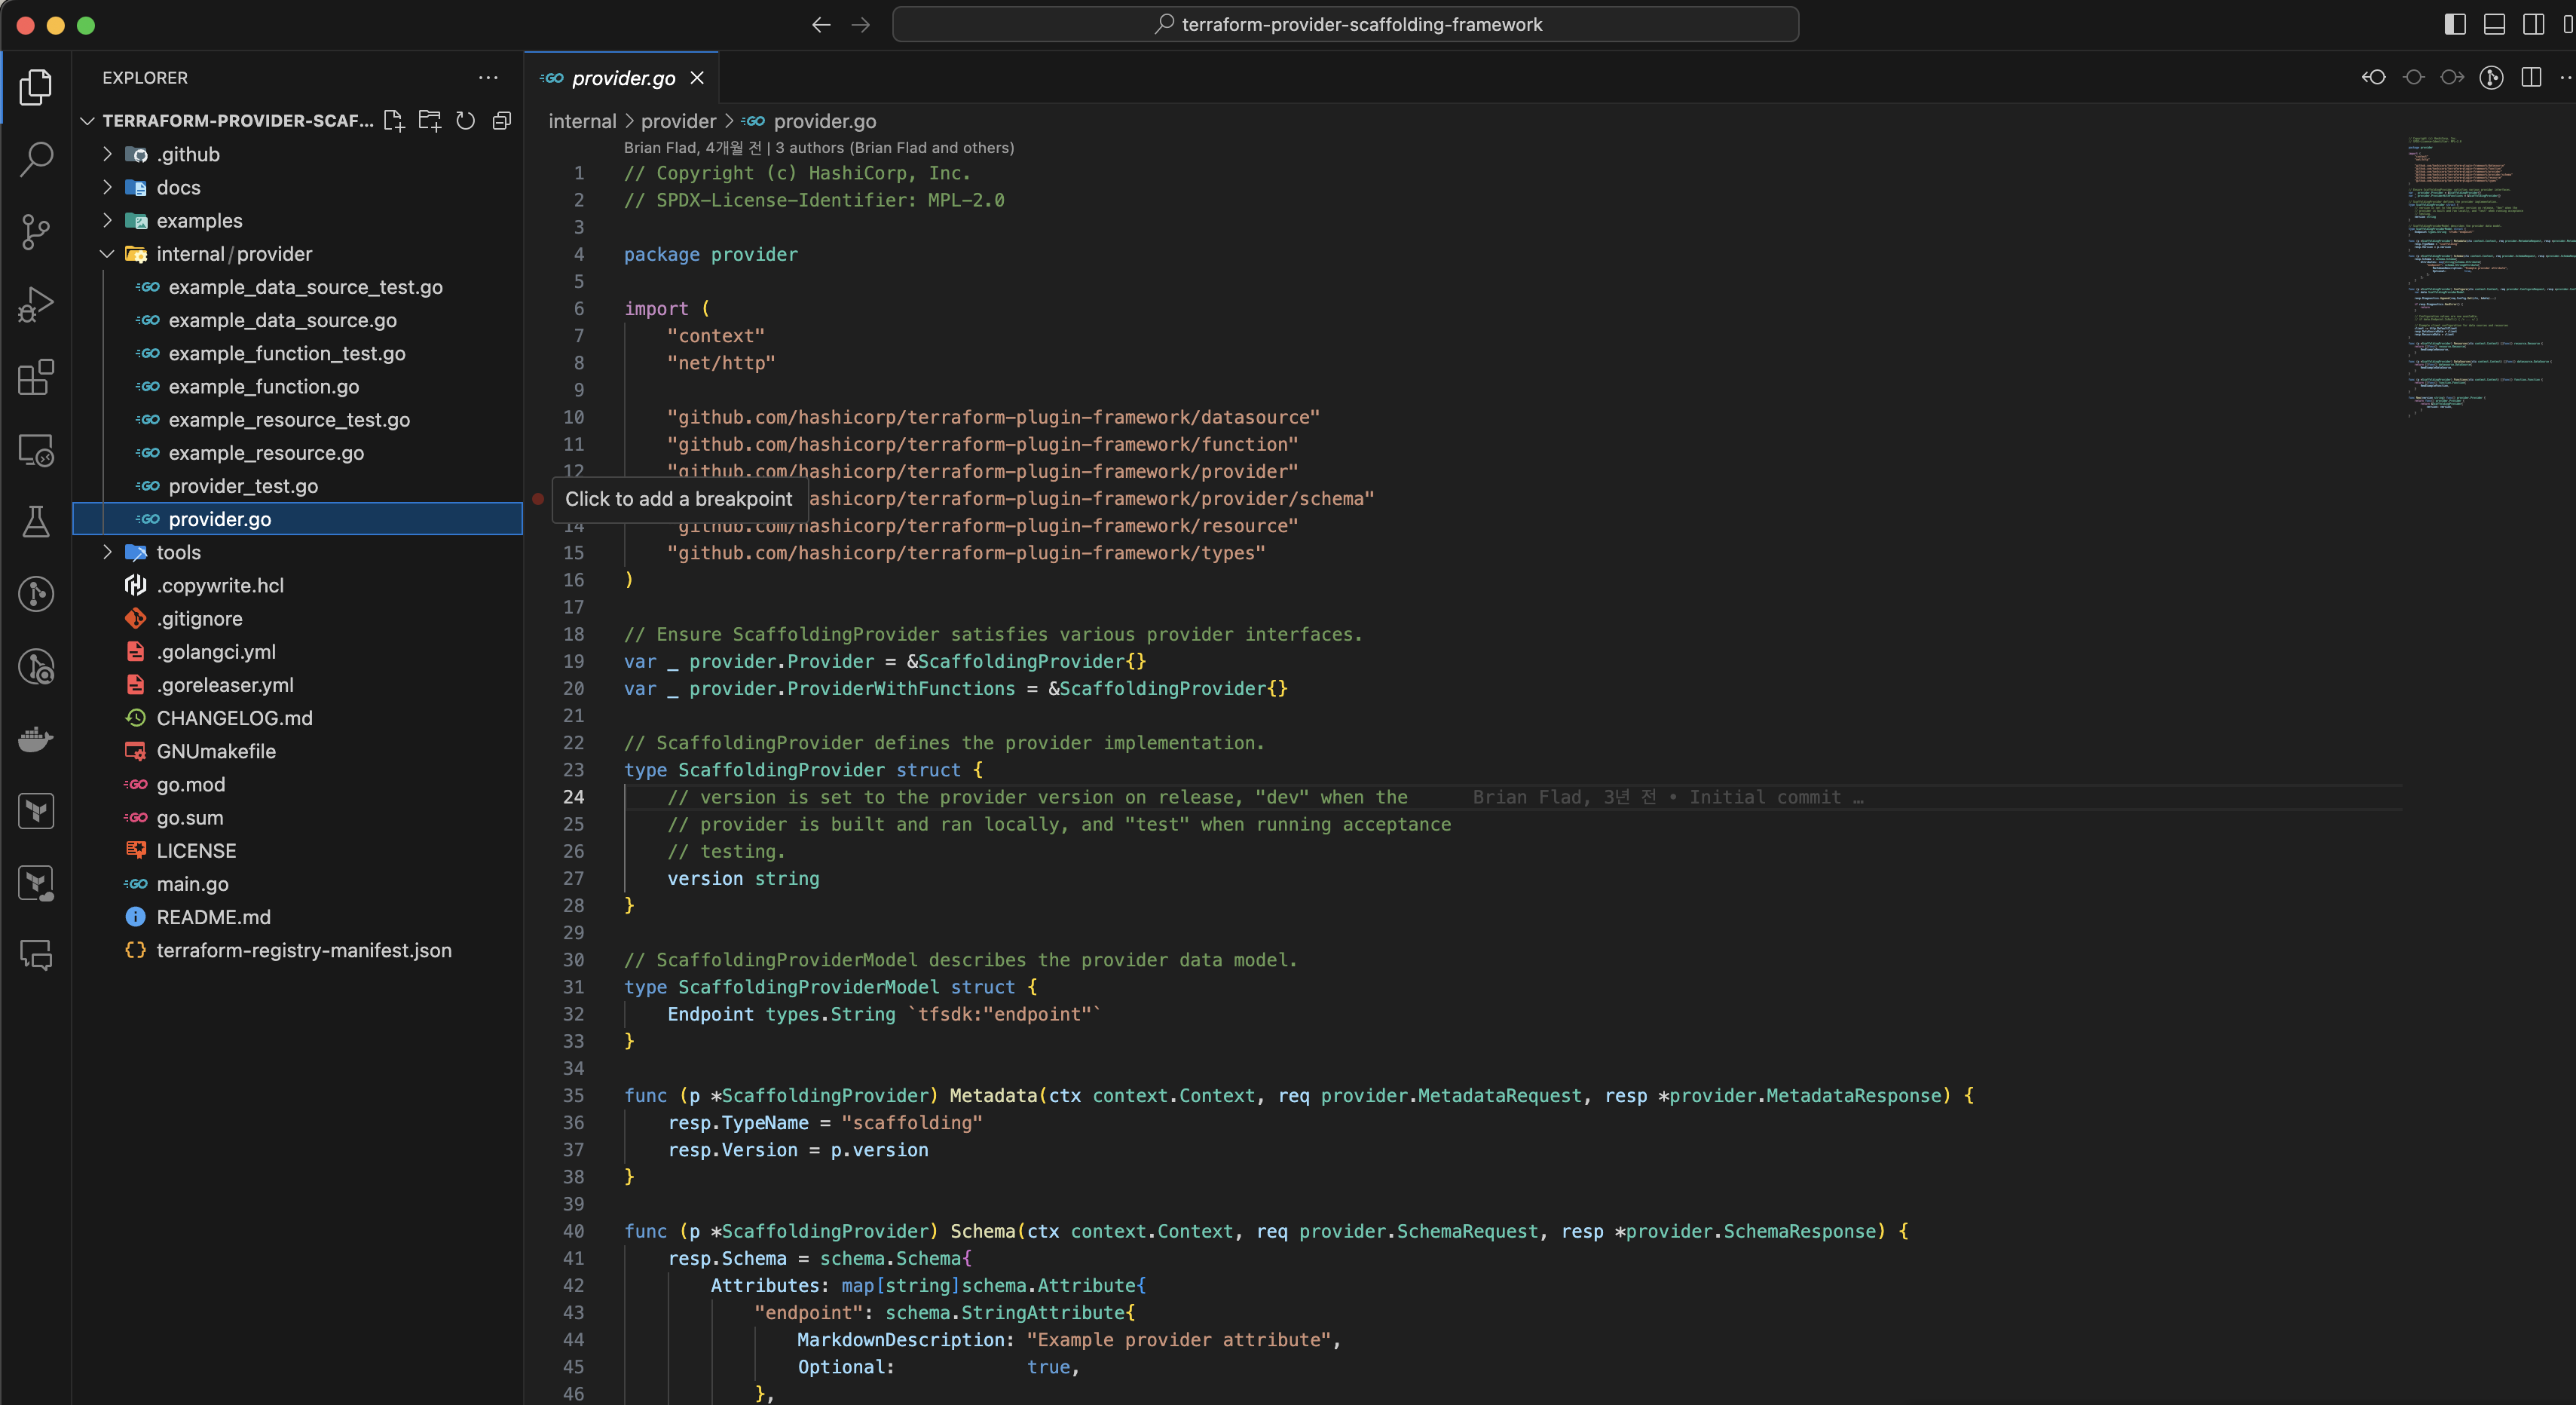 terraform-provider-scaffolding-framework
EXPLORER
TERRAFORM-PROVIDER-SCAF...
.github
docs
examples
internal/provider
example_data_source_test.go
example_data_source.go
example_function_test.go
example_function.go
example_resource_test.go
example_resource.go
provider_test.go
provider.go
tools
.copywrite.hcl
.gitignore
.golangci.yml
.goreleaser.yml
CHANGELOG.md
GNUmakefile
go.mod
go.sum
LICENSE
main.go
README.md
terraform-registry-manifest.json
provider.go
internal > provider > provider.go
Brian Flad, 4개월 전 | 3 authors (Brian Flad and others)
1 // Copyright (c) HashiCorp, Inc.
2 // SPDX-License-Identifier: MPL-2.0
3
4 package provider
5
6 import (
7 "context"
8 "net/http"
9
10 "github.com/hashicorp/terraform-plugin-framework/datasource"
11 "github.com/hashicorp/terraform-plugin-framework/function"
12 "github.com/hashicorp/terraform-plugin-framework/provider"
Click to add a breakpoint
ashicorp/terraform-plugin-framework/provider/schema"
14 "github.com/hashicorp/terraform-plugin-framework/resource"
15 "github.com/hashicorp/terraform-plugin-framework/types"
16 )
17
18 // Ensure ScaffoldingProvider satisfies various provider interfaces.
19 var _ provider.Provider = &ScaffoldingProvider{}
20 var _ provider.ProviderWithFunctions = &ScaffoldingProvider{}
21
22 // ScaffoldingProvider defines the provider implementation.
23 type ScaffoldingProvider struct {
24 // version is set to the provider version on release, "dev" when the Brian Flad, 3년 전 • Initial commit …
25 // provider is built and ran locally, and "test" when running acceptance
26 // testing.
27 version string
28 }
29
30 // ScaffoldingProviderModel describes the provider data model.
31 type ScaffoldingProviderModel struct {
32 Endpoint types.String `tfsdk:"endpoint"`
33 }
34
35 func (p *ScaffoldingProvider) Metadata(ctx context.Context, req provider.MetadataRequest, resp *provider.MetadataResponse) {
36 resp.TypeName = "scaffolding"
37 resp.Version = p.version
38 }
39
40 func (p *ScaffoldingProvider) Schema(ctx context.Context, req provider.SchemaRequest, resp *provider.SchemaResponse) {
41 resp.Schema = schema.Schema{
42 Attributes: map[string]schema.Attribute{
43 "endpoint": schema.StringAttribute{
44 MarkdownDescription: "Example provider attribute",
45 Optional: true,
46 },